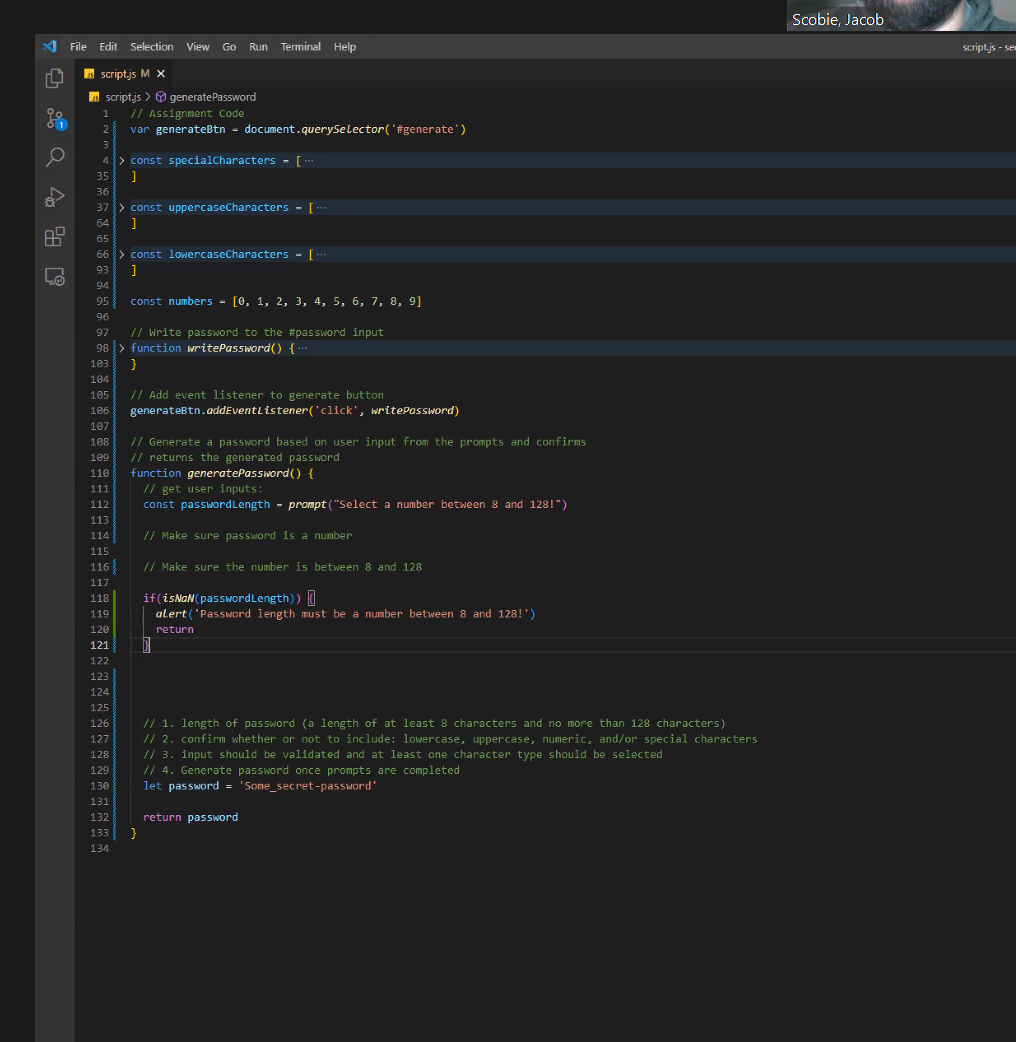 Scobie, Jacob
File Edit Selection View Go Run Terminal Help
script.js - sec
JS script.js M ×
JS script.js > generatePassword
1 // Assignment Code
2 var generateBtn = document.querySelector('#generate')
3
4 > const specialCharacters = [ ···
35 ]
36
37 > const uppercaseCharacters = [ ···
64 ]
65
66 > const lowercaseCharacters = [ ···
93 ]
94
95 const numbers = [0, 1, 2, 3, 4, 5, 6, 7, 8, 9]
96
97 // Write password to the #password input
98 > function writePassword() { ···
103 }
104
105 // Add event listener to generate button
106 generateBtn.addEventListener('click', writePassword)
107
108 // Generate a password based on user input from the prompts and confirms
109 // returns the generated password
110 function generatePassword() {
111 // get user inputs:
112 const passwordLength = prompt("Select a number between 8 and 128!")
113
114 // Make sure password is a number
115
116 // Make sure the number is between 8 and 128
117
118 if(isNaN(passwordLength)) {
119 alert('Password length must be a number between 8 and 128!')
120 return
121 }
122
123
124
125
126 // 1. length of password (a length of at least 8 characters and no more than 128 characters)
127 // 2. confirm whether or not to include: lowercase, uppercase, numeric, and/or special characters
128 // 3. input should be validated and at least one character type should be selected
129 // 4. Generate password once prompts are completed
130 let password = 'Some_secret-password'
131
132 return password
133 }
134
1